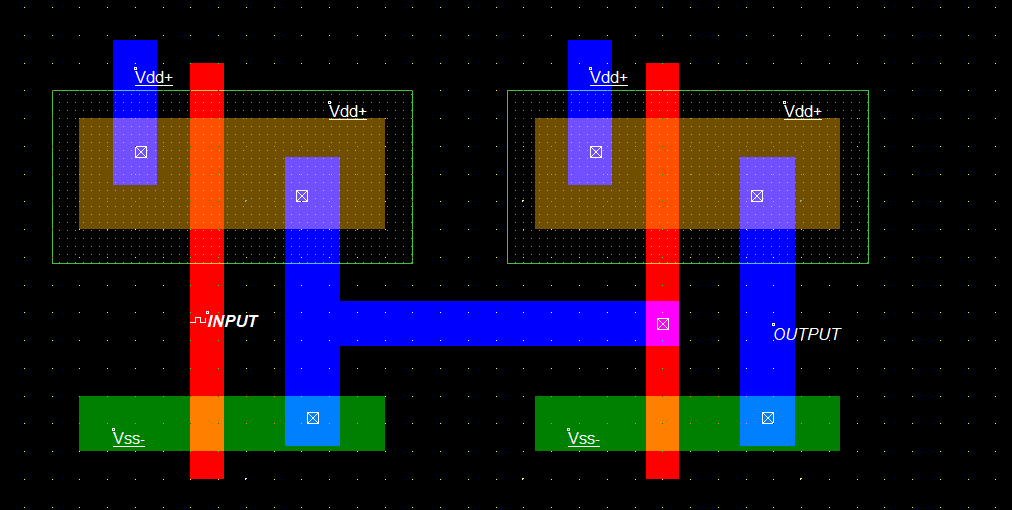 Vdd+ Vdd+
Vdd+ Vdd+
INPUT OUTPUT
Vss- Vss-